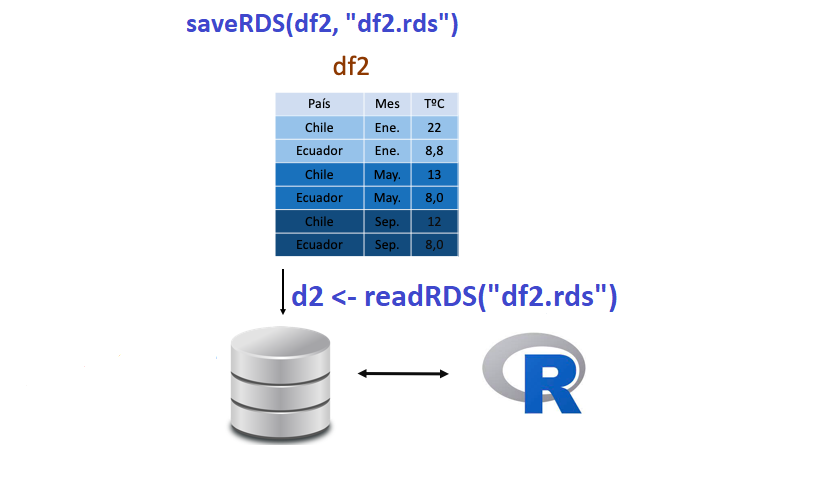 saveRDS(df2, "df2.rds")
df2
País Mes TºC
Chile Ene. 22
Ecuador Ene. 8,8
Chile May. 13
Ecuador May. 8,0
Chile Sep. 12
Ecuador Sep. 8,0
d2 <- readRDS("df2.rds")
R